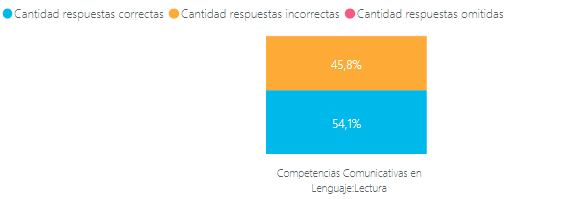 Cantidad respuestas correctas Cantidad respuestas incorrectas Cantidad respuestas omitidas
45,8%
54,1%
Competencias Comunicativas en
Lenguaje:Lectura